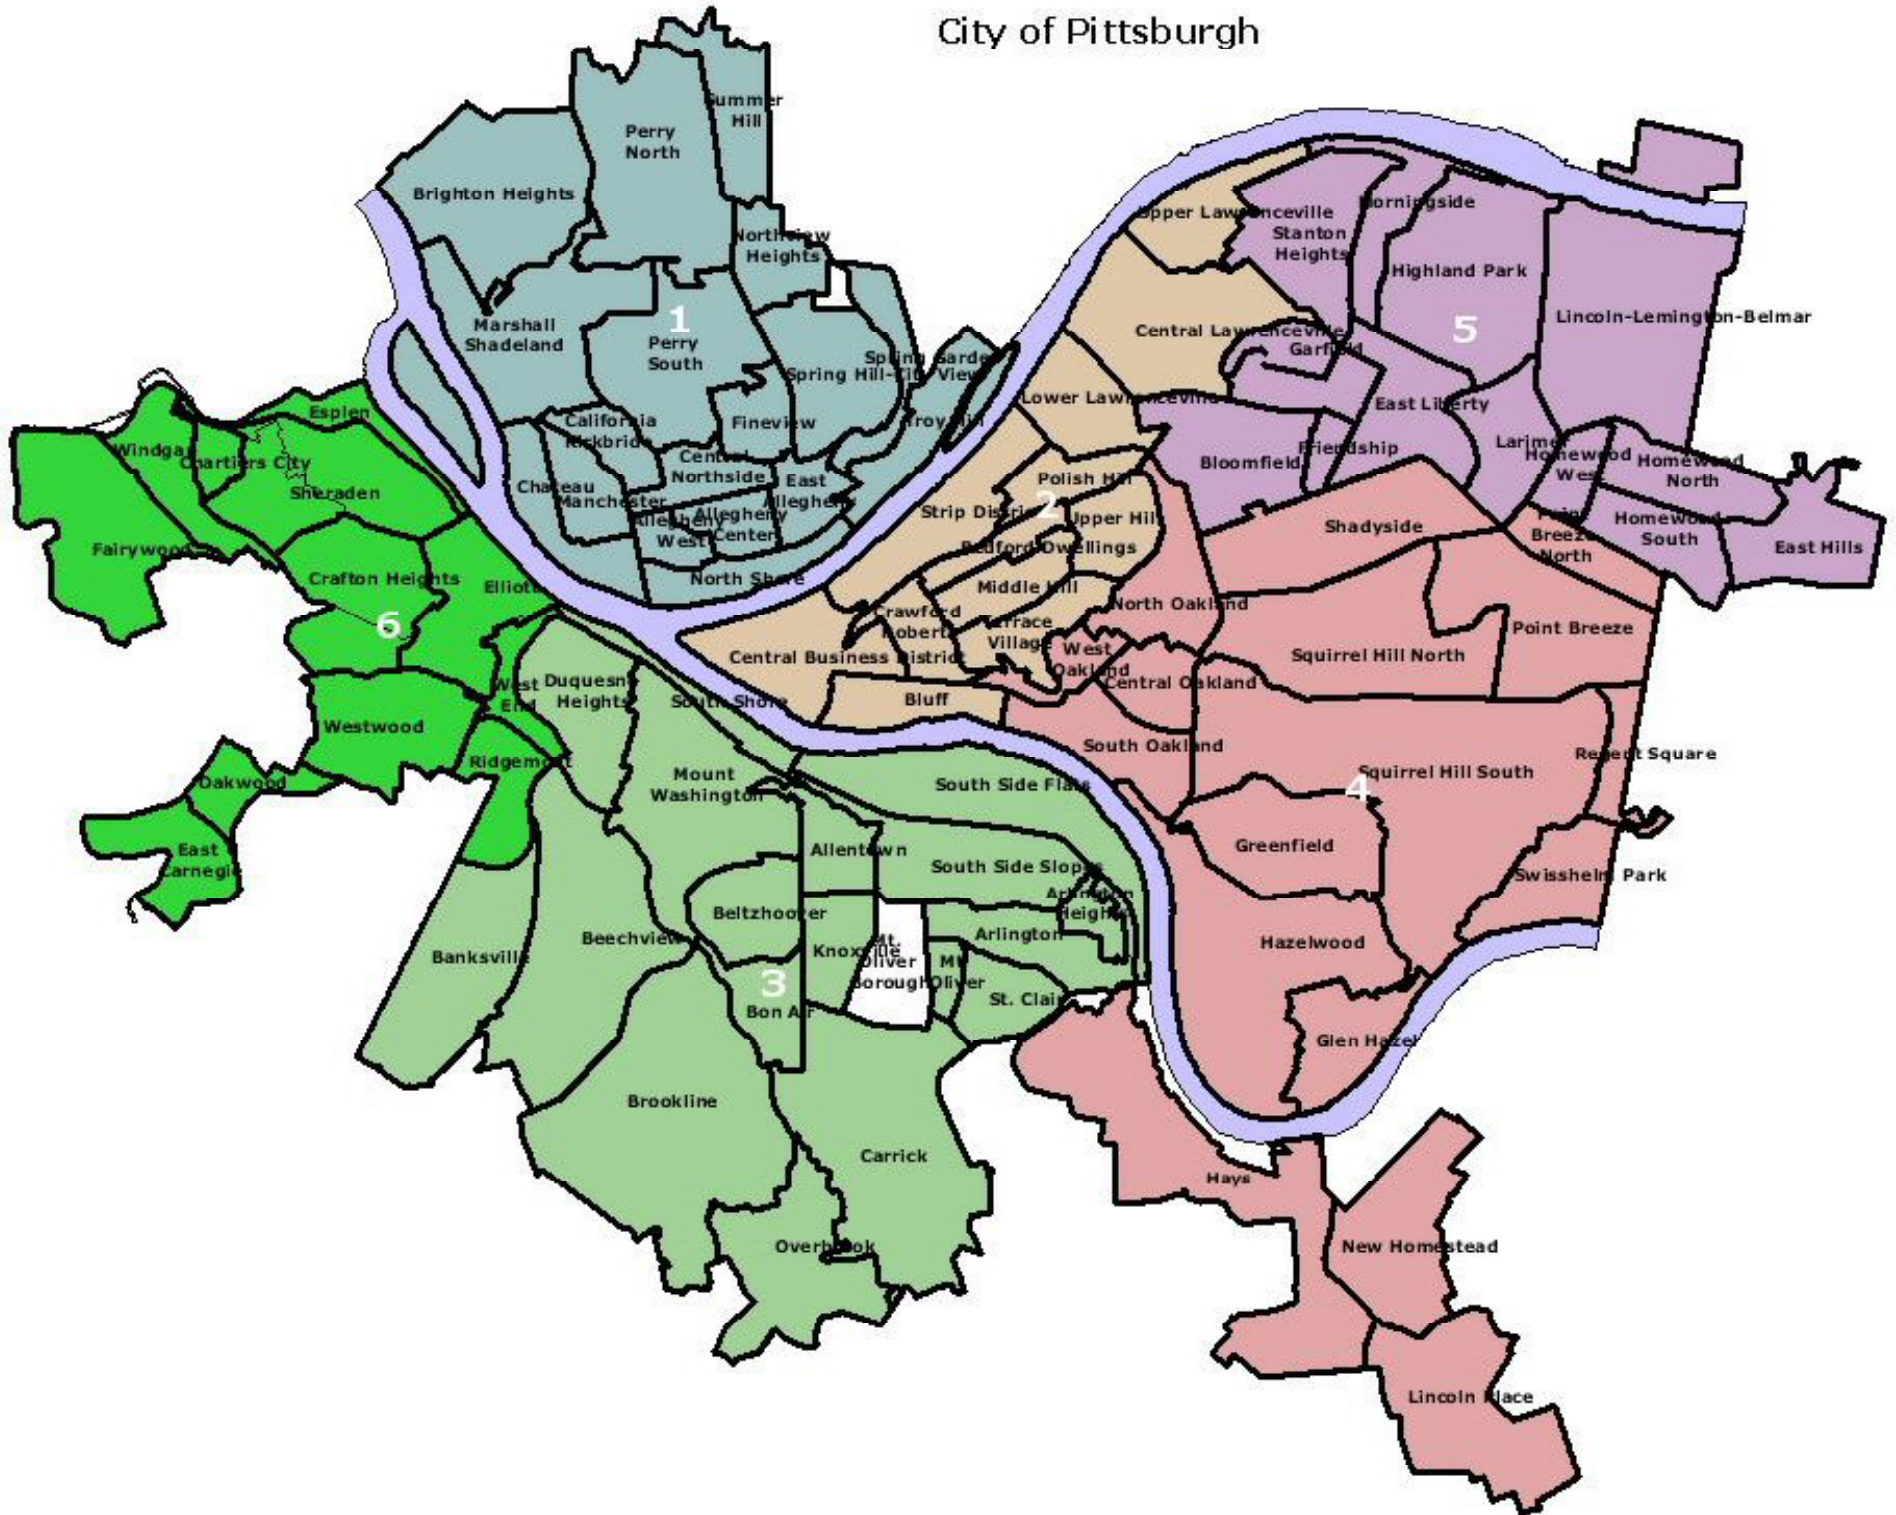 City of Pittsburgh
Summer
Hill
Perry
North
Brighton Heights
Northview
Heights
Marshall
Shadeland
1
Perry
South
Spring Garden
Spring Hill-City View
California
Kirkbride
Fineview
Troy Hill
Central
Northside
East
Allegheny
Chateau
Manchester
Allegheny
West
Allegheny
Center
North Shore
Upper Lawrenceville
Stanton
Heights
Morningside
Highland Park
Lincoln-Lemington-Belmar
5
Central Lawrenceville
Garfield
Lower Lawrenceville
East Liberty
Friendship
Bloomfield
Larimer
Homewood
West
Homewood
North
Homewood
South
East Hills
Polish Hill
2
Strip District
Upper Hill
Bedford Dwellings
Middle Hill
Crawford
Roberts
Terrace
Village
Central Business District
Bluff
Shadyside
Point
Breeze
North
North Oakland
West
Oakland
Central Oakland
Squirrel Hill North
Point Breeze
South Oakland
Squirrel Hill South
Regent Square
4
Greenfield
Swisshelm Park
Hazelwood
Glen Hazel
Hays
New Homestead
Lincoln Place
Esplen
Windgap
Chartiers City
Sheraden
Fairywood
Crafton Heights
Elliott
6
West
End
Westwood
Ridgemont
Oakwood
East
Carnegie
Duquesne
Heights
South Shore
Mount
Washington
South Side Flats
Allentown
South Side Slopes
Arlington
Heights
Beltzhoover
Arlington
Knoxville
Mt.
Oliver
Borough
Mt
Oliver
St. Clair
Banksville
Beechview
3
Bon Air
Brookline
Carrick
Overbrook